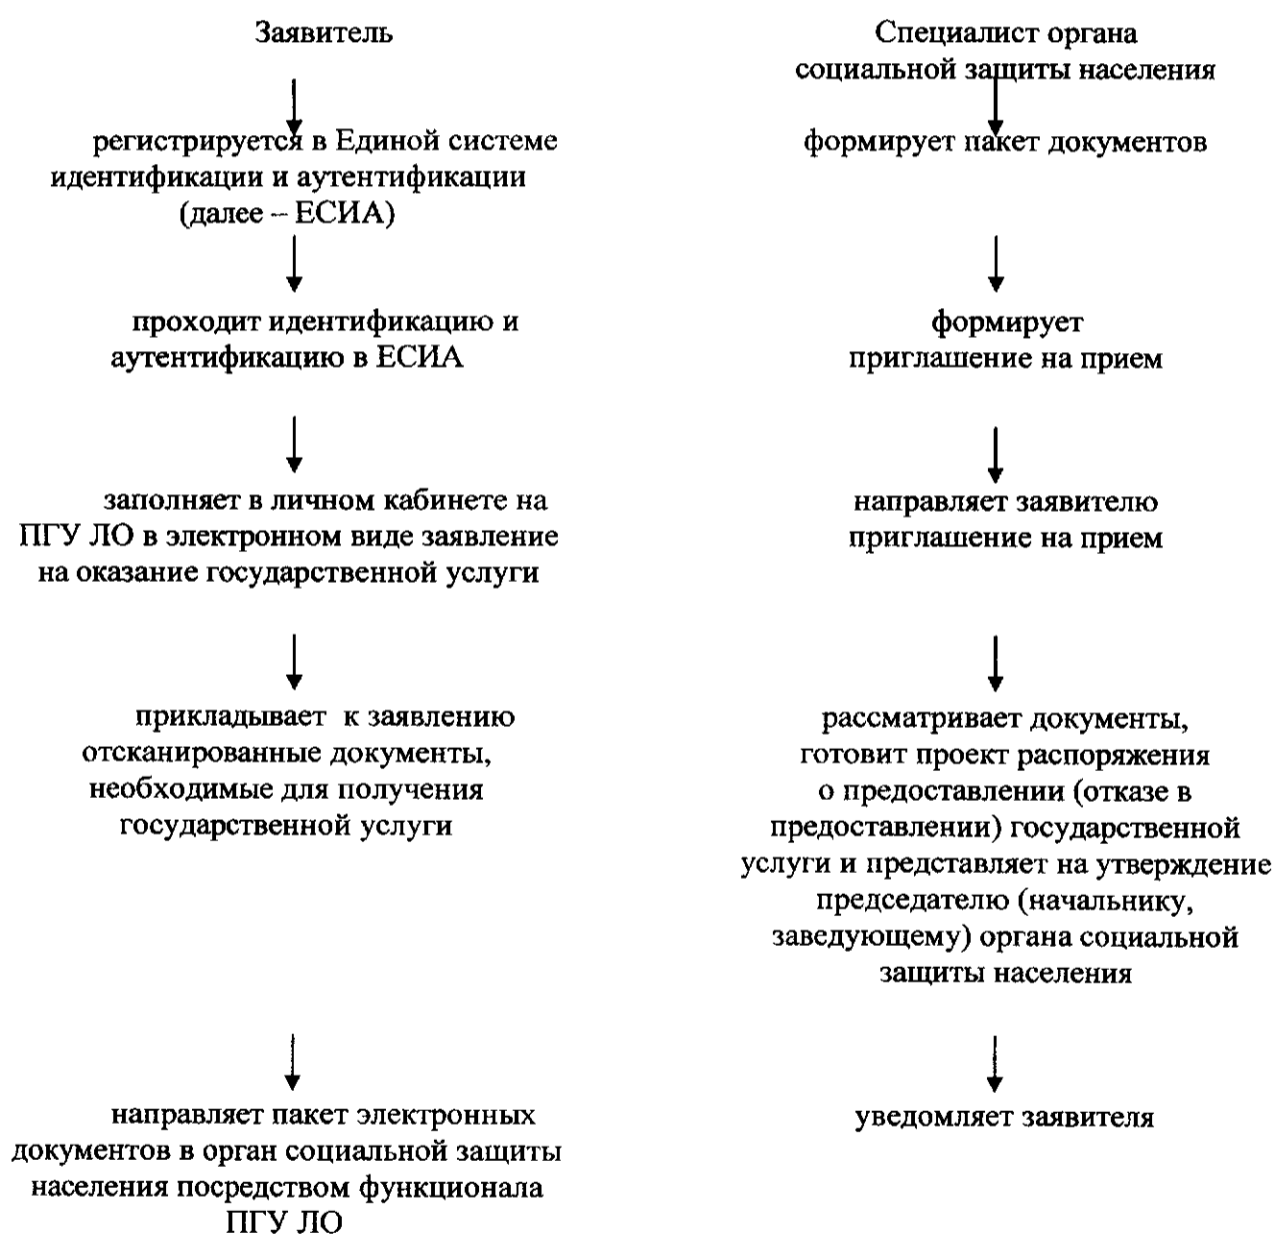 Заявитель
регистрируется в Единой системе
идентификации и аутентификации
(далее – ЕСИА)
проходит идентификацию и
аутентификацию в ЕСИА
заполняет в личном кабинете на
ПГУ ЛО в электронном виде заявление
на оказание государственной услуги
прикладывает к заявлению
отсканированные документы,
необходимые для получения
государственной услуги
направляет пакет электронных
документов в орган социальной защиты
населения посредством функционала
ПГУ ЛО
Специалист органа
социальной защиты населения
формирует пакет документов
формирует
приглашение на прием
направляет заявителю
приглашение на прием
рассматривает документы,
готовит проект распоряжения
о предоставлении (отказе в
предоставлении) государственной
услуги и представляет на утверждение
председателю (начальнику,
заведующему) органа социальной
защиты населения
уведомляет заявителя